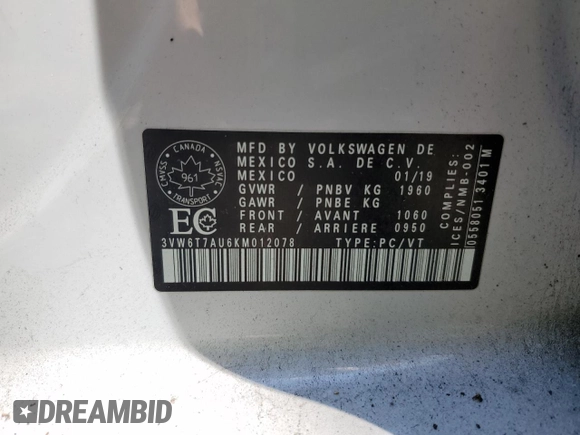 CANADA
CMVSS
NSVAC
961
TRANSPORT
EC
MFD BY VOLKSWAGEN DE
MEXICO S.A. DE C.V.
MEXICO 01/19
GVWR / PNBV KG 1960
GAWR / PNBE KG
FRONT / AVANT 1060
REAR / ARRIERE 0950
3VW6T7AU6KM012078 TYPE:PC/VT
COMPLIES:
ICES/NMB-002
0558051 3401 M
DREAMBID